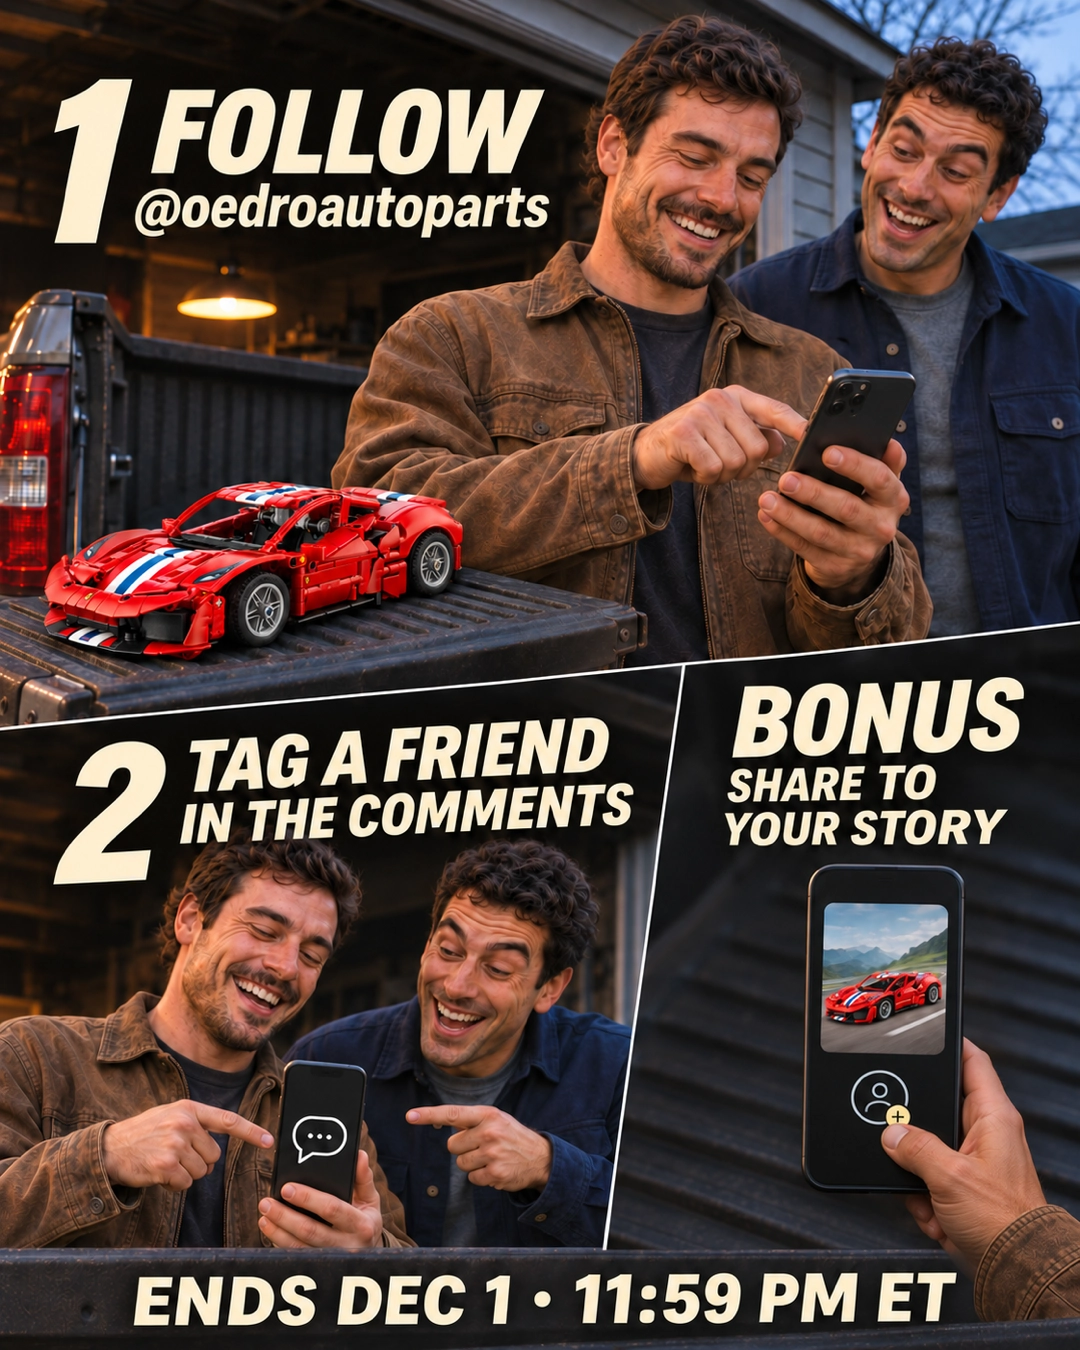 1 FOLLOW
@oedroautoparts
2 TAG A FRIEND
IN THE COMMENTS
BONUS
SHARE TO
YOUR STORY
ENDS DEC 1 • 11:59 PM ET